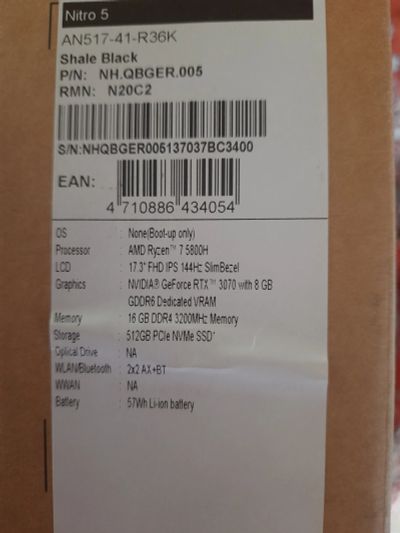 Nitro 5
AN517-41-R36K
Shale Black
P/N: NH.QBGER.005
RMN: N20C2
S/N:NHQBGER005137037BC3400
EAN:
4 710886 434054
OS : None(Boot-up only)
Processor : AMD Ryzen™ 7 5800H
LCD : 17.3" FHD IPS 144Hz SlimBezel
Graphics : NVIDIA® GeForce RTX™ 3070 with 8 GB
GDDR6 Dedicated VRAM
Memory : 16 GB DDR4 3200MHz Memory
Storage : 512GB PCIe NVMe SSD*
Optical Drive : NA
WLAN/Bluetooth : 2x2 AX+BT
WWAN : NA
Battery : 57Wh Li-ion battery